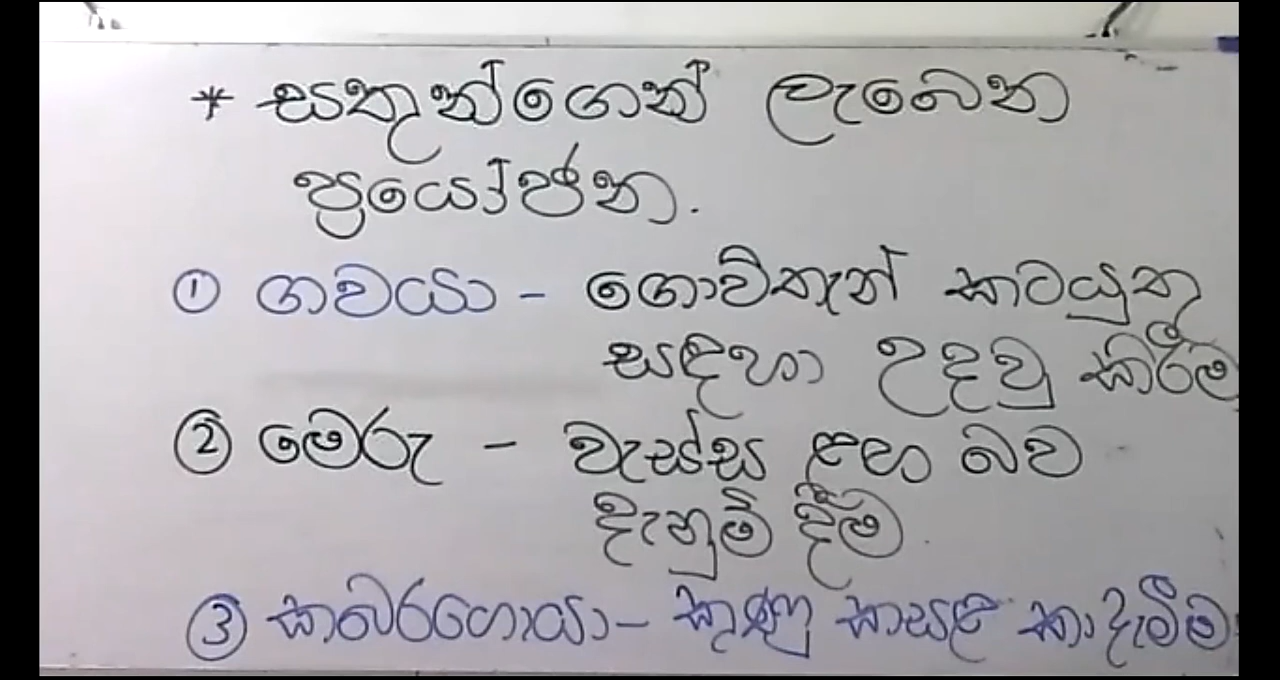 * සතුන්ගෙන් ලැබෙන
ප්‍රයෝජන.
① ගවයා - ගොවිතැන් කටයුතු
සඳහා උදවු කිරීම
② මෙරු - වැස්ස ළඟ බව
දැනුම් දීම
③ කබරගොයා - කුණු කසළ කාදැමීම